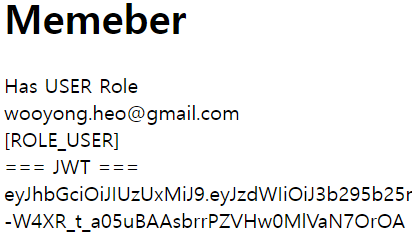 Memeber
Has USER Role
wooyong.heo@gmail.com
[ROLE_USER]
=== JWT ===
eyJhbGciOiJIUzUxMiJ9.eyJzdWIiOiJ3b295b25r
-W4XR_t_a05uBAAsbrrPZVHw0MlVaN7OrOA